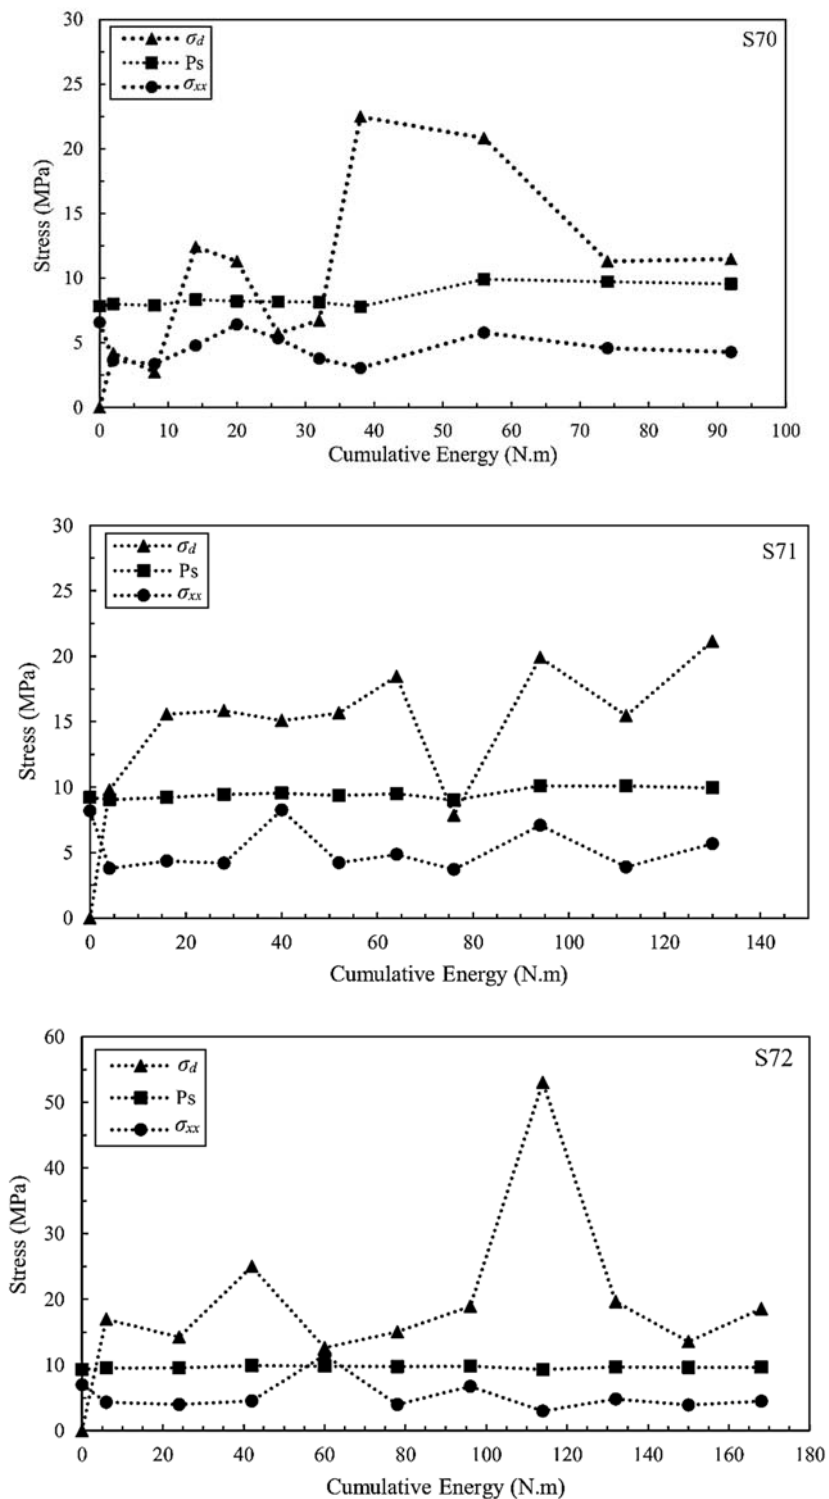 30
S70
σd
Ps
σxx
25
20
15
10
5
0
Stress (MPa)
0 10 20 30 40 50 60 70 80 90 100
Cumulative Energy (N.m)
30
S71
σd
Ps
σxx
25
20
15
10
5
0
Stress (MPa)
0 20 40 60 80 100 120 140
Cumulative Energy (N.m)
60
S72
σd
Ps
σxx
50
40
30
20
10
0
Stress (MPa)
0 20 40 60 80 100 120 140 160 180
Cumulative Energy (N.m)